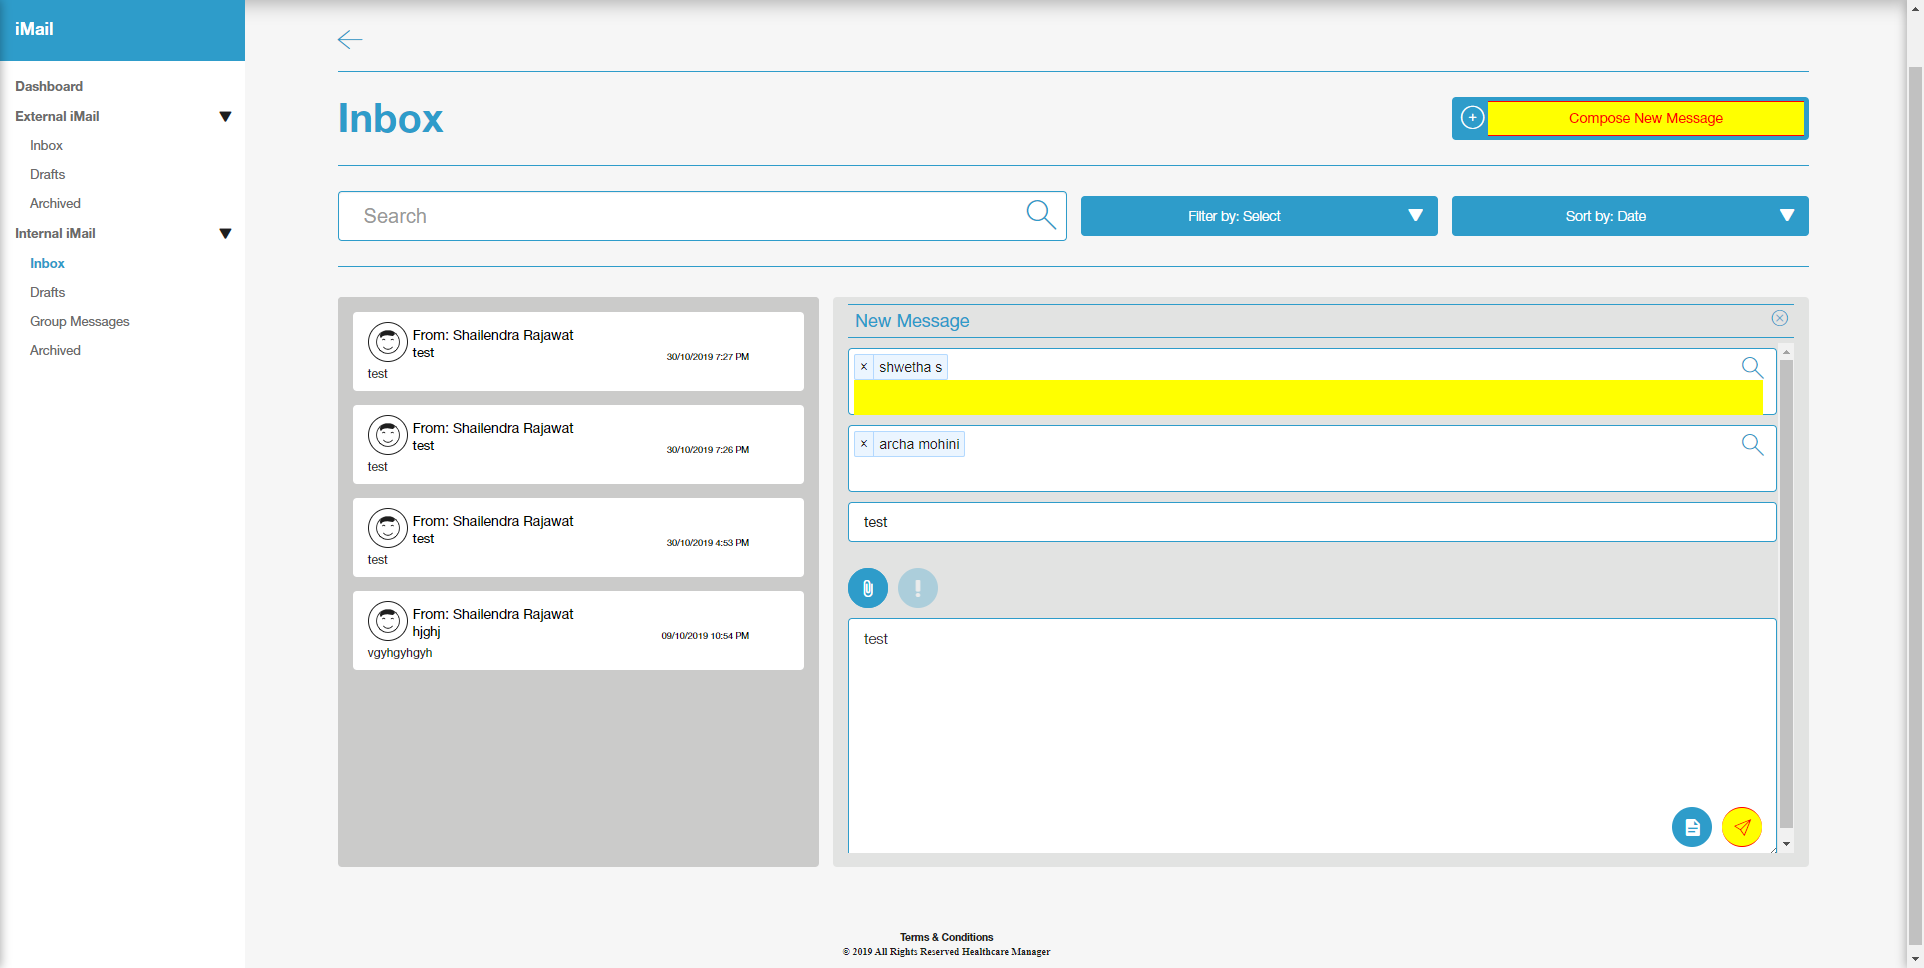 iMail
Dashboard
External iMail
Inbox
Drafts
Archived
Internal iMail
Inbox
Drafts
Group Messages
Archived
Inbox
Compose New Message
Search
Filter by: Select
Sort by: Date
From: Shailendra Rajawat
test
30/10/2019 7:27 PM
test
From: Shailendra Rajawat
test
30/10/2019 7:26 PM
test
From: Shailendra Rajawat
test
30/10/2019 4:53 PM
test
From: Shailendra Rajawat
hjghj
09/10/2019 10:54 PM
vgyhgyhgyh
New Message
x shwetha s
x archa mohini
test
test
Terms & Conditions
© 2019 All Rights Reserved Healthcare Manager